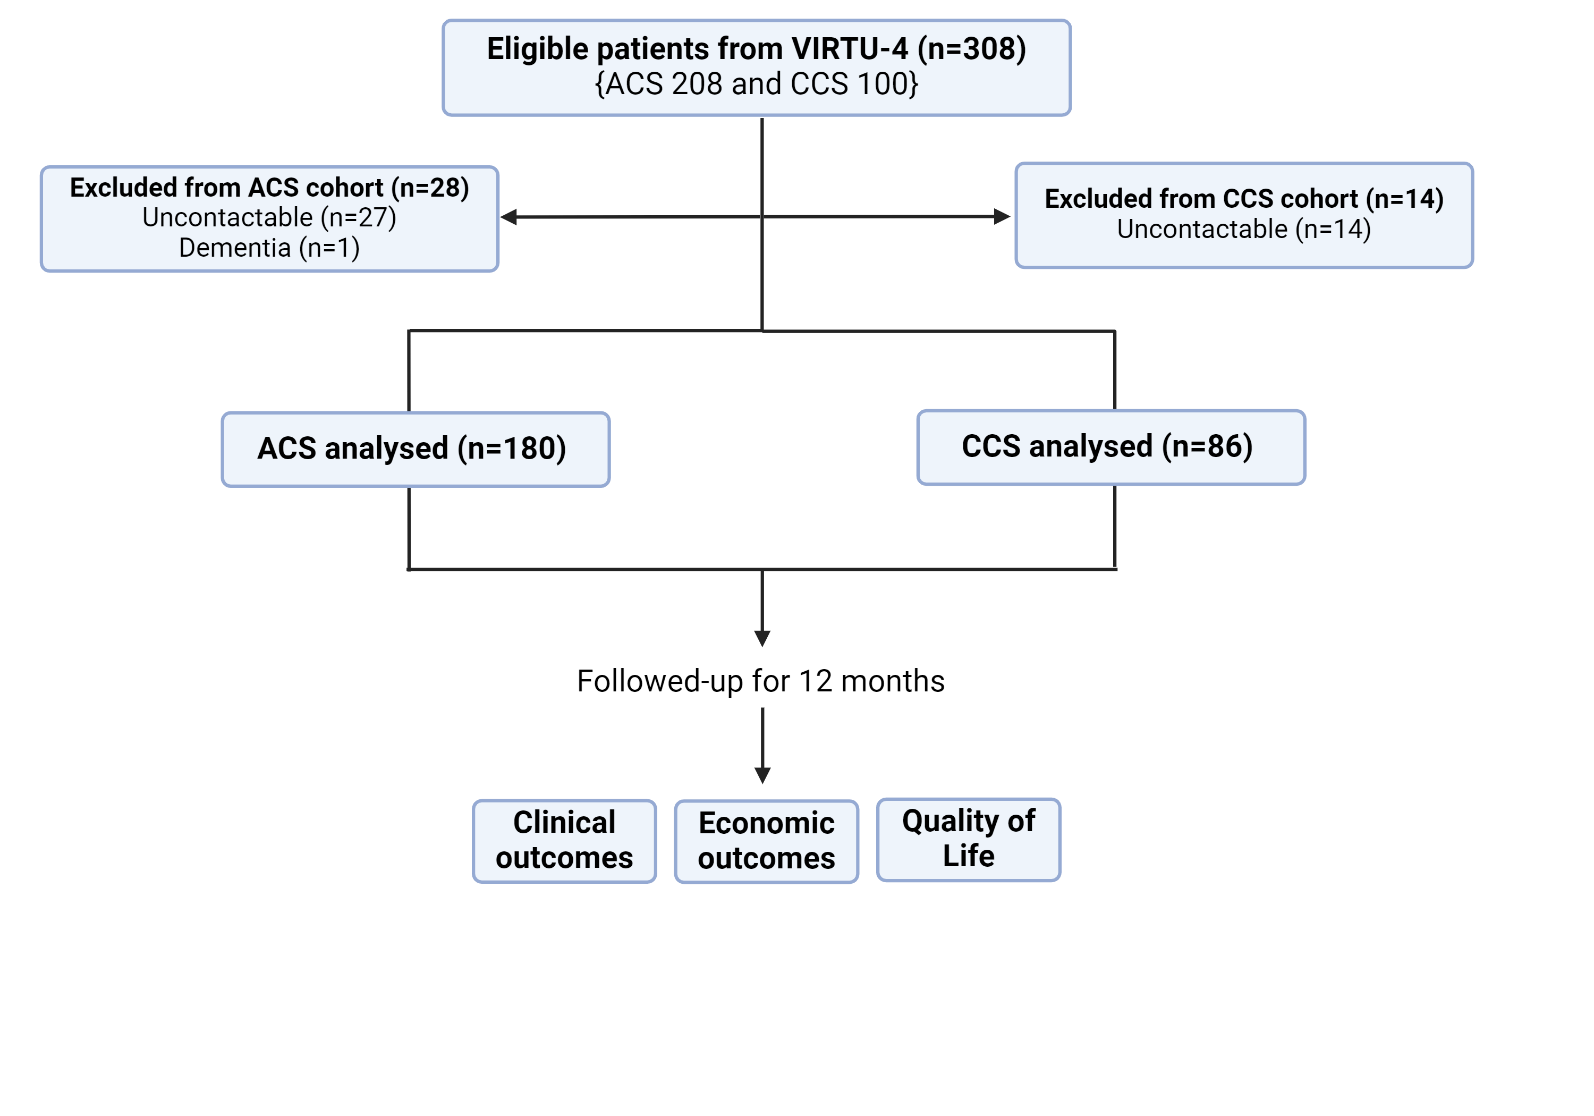 Eligible patients from VIRTU-4 (n=308)
{ACS 208 and CCS 100}
Excluded from ACS cohort (n=28)
Uncontactable (n=27)
Dementia (n=1)
Excluded from CCS cohort (n=14)
Uncontactable (n=14)
ACS analysed (n=180)
CCS analysed (n=86)
Followed-up for 12 months
Clinical
outcomes
Economic
outcomes
Quality of
Life